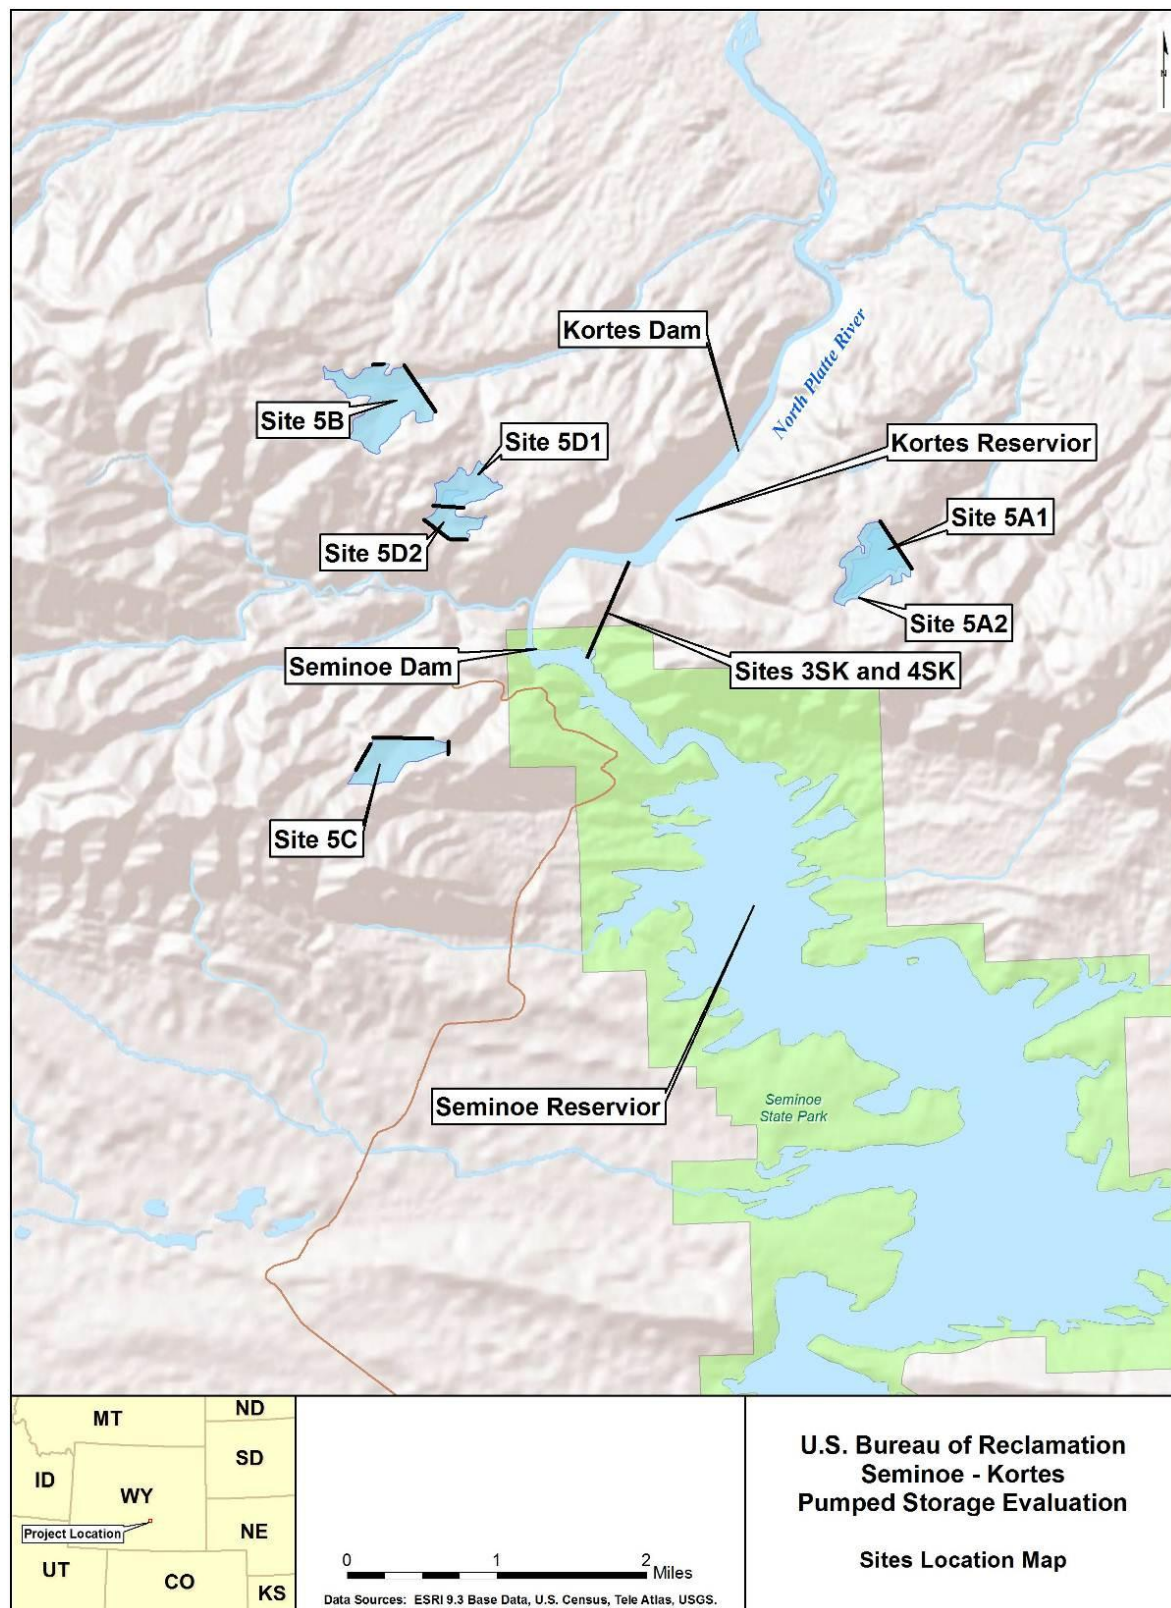 N
Kortes Dam
North Platte River
Site 5B
Site 5D1
Kortes Reservior
Site 5A1
Site 5D2
Site 5A2
Seminoe Dam
Sites 3SK and 4SK
Site 5C
Seminoe Reservior
Seminoe
State Park
MT
ND
SD
ID
WY
Project Location
NE
UT
CO
KS
0 1 2
Miles
Data Sources: ESRI 9.3 Base Data, U.S. Census, Tele Atlas, USGS.
U.S. Bureau of Reclamation
Seminoe - Kortes
Pumped Storage Evaluation
Sites Location Map